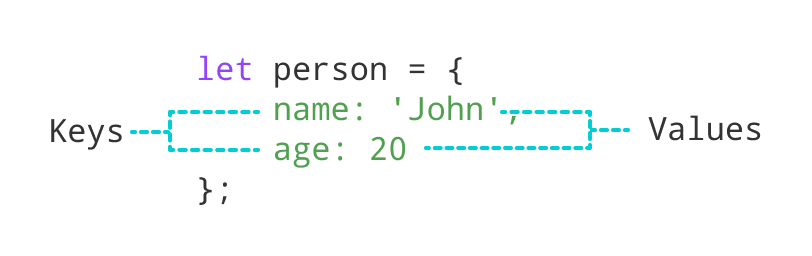 let person = {
name: 'John',
Keys
Values
age: 20
};